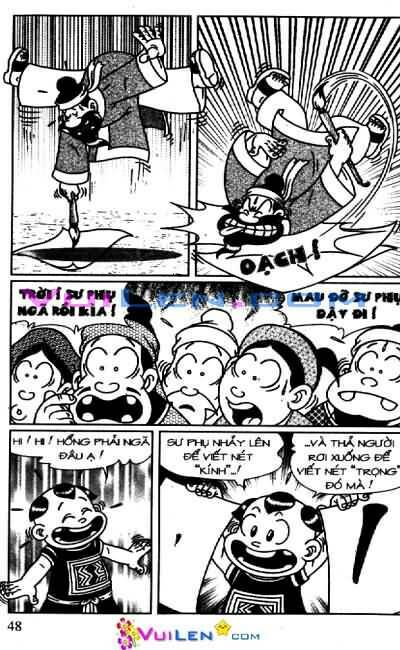 OẠCH!
TRỜI! SƯ PHỤ
NGÃ RỒI KÌA!
MAU ĐỠ SƯ PHỤ
DẬY ĐI!
VUILEN.COM
HI! HI! HỔNG PHẢI NGÃ
ĐÂU Ạ!
SƯ PHỤ NHẢY LÊN
ĐỂ VIẾT NÉT
"KÍNH"...!
...VÀ THẢ NGƯỜI
RƠI XUỐNG ĐỂ
VIẾT NÉT "TRỌNG"
ĐÓ MÀ!
48
VUILEN.COM